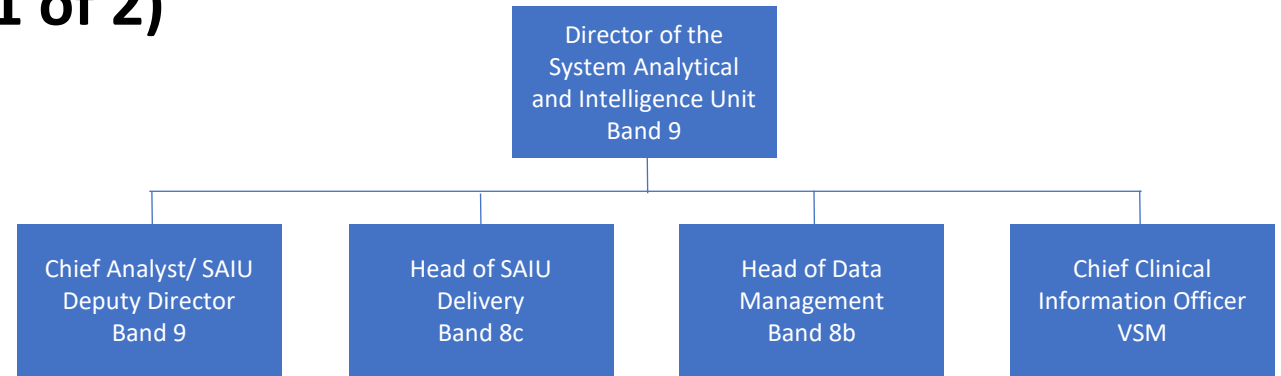 1 of 2)
Director of the
System Analytical
and Intelligence Unit
Band 9
Chief Analyst/ SAIU
Deputy Director
Band 9
Head of SAIU
Delivery
Band 8c
Head of Data
Management
Band 8b
Chief Clinical
Information Officer
VSM